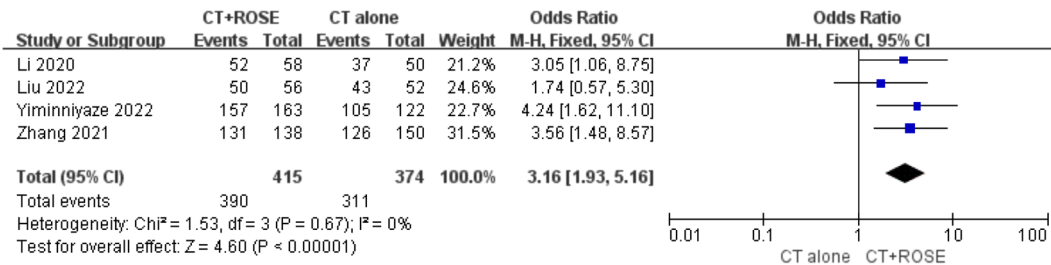 CT+ROSE CT alone Odds Ratio Odds Ratio
Study or Subgroup Events Total Events Total Weight M-H, Fixed, 95% CI M-H, Fixed, 95% CI
Li 2020 52 58 37 50 21.2% 3.05 [1.06, 8.75]
Liu 2022 50 56 43 52 24.6% 1.74 [0.57, 5.30]
Yiminniyaze 2022 157 163 105 122 22.7% 4.24 [1.62, 11.10]
Zhang 2021 131 138 126 150 31.5% 3.56 [1.48, 8.57]
Total (95% CI) 415 374 100.0% 3.16 [1.93, 5.16]
Total events 390 311
Heterogeneity: Chi² = 1.53, df = 3 (P = 0.67); I² = 0%
Test for overall effect: Z = 4.60 (P < 0.00001)
0.01 0.1 1 10 100
CT alone CT+ROSE